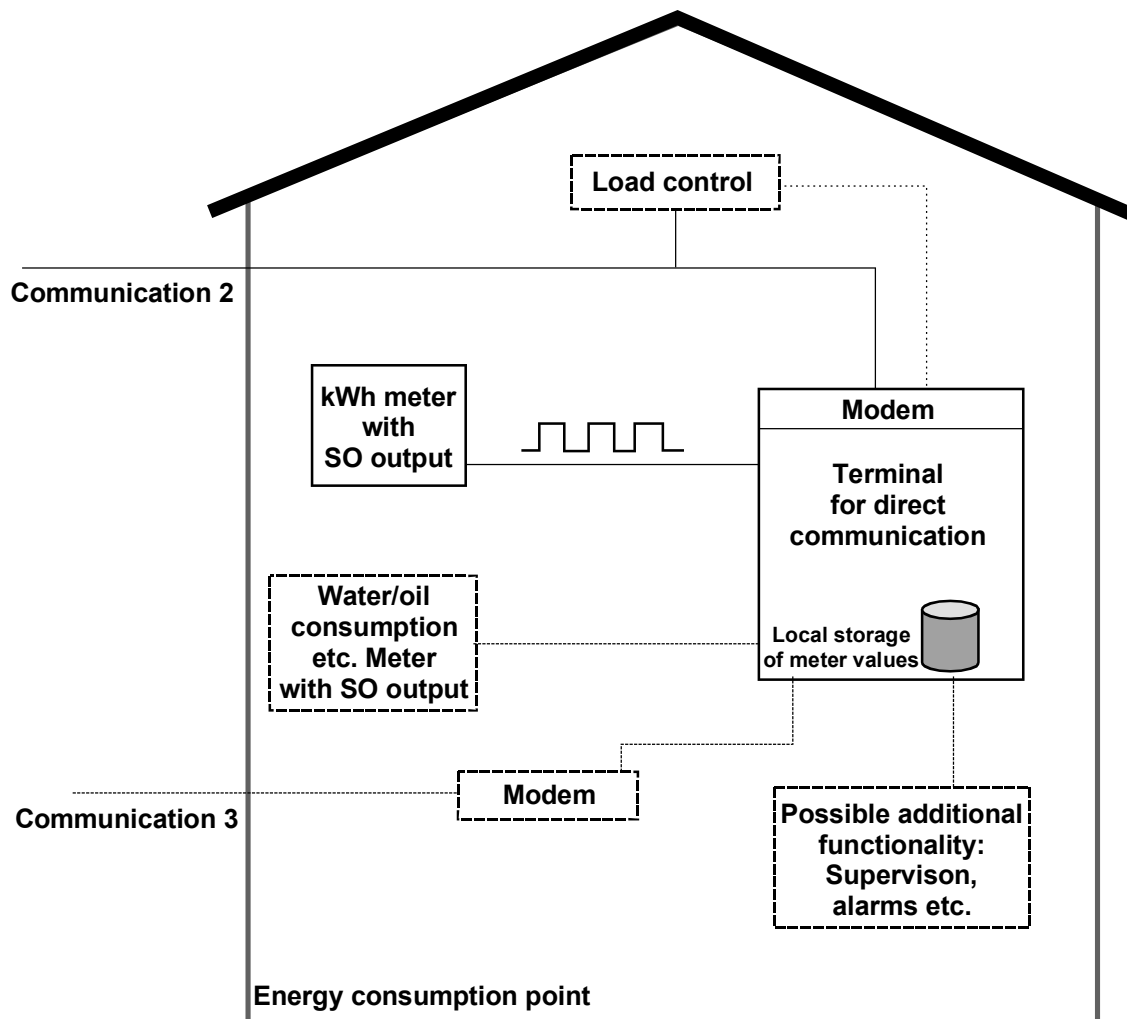 Load control
Communication 2
kWh meter
with
SO output
Modem
Terminal
for direct
communication
Water/oil
consumption
etc. Meter
with SO output
Local storage
of meter values
Modem
Communication 3
Possible additional
functionality:
Supervison,
alarms etc.
Energy consumption point